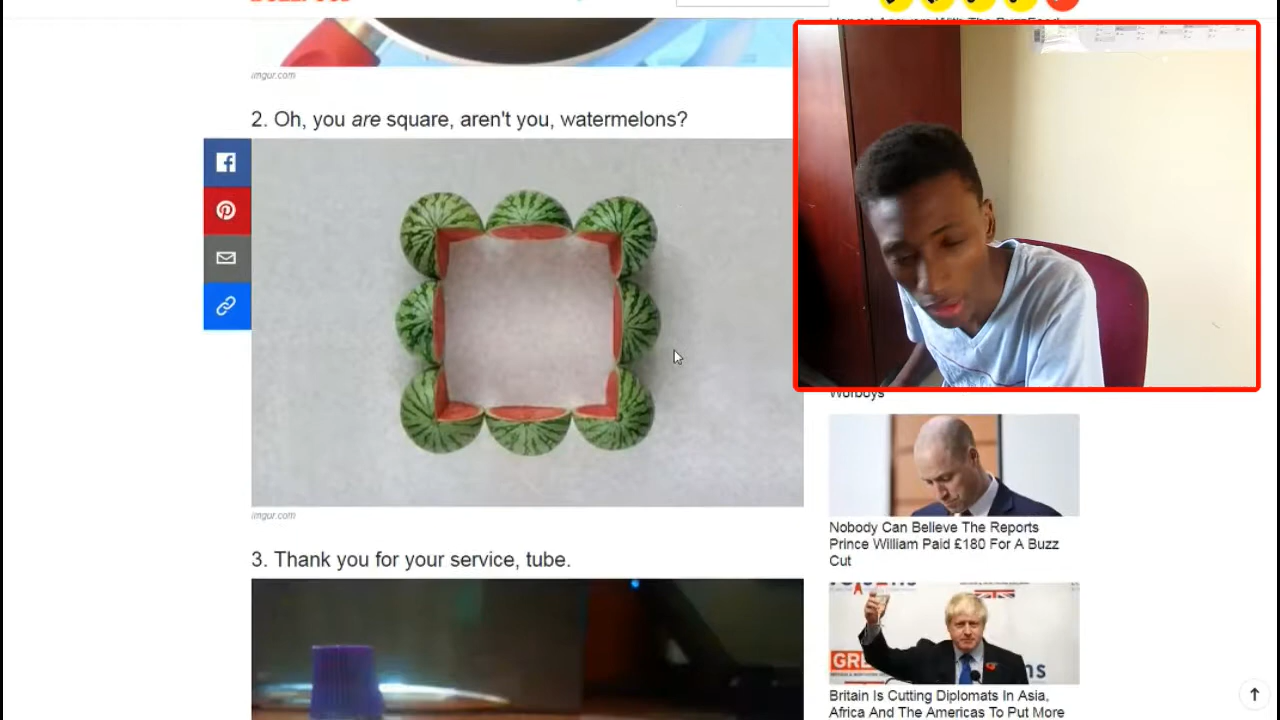 imgur.com
2. Oh, you are square, aren't you, watermelons?
imgur.com
3. Thank you for your service, tube.
Nobody Can Believe The Reports
Prince William Paid £180 For A Buzz
Cut
GRE
Britain Is Cutting Diplomats In Asia,
Africa And The Americas To Put More